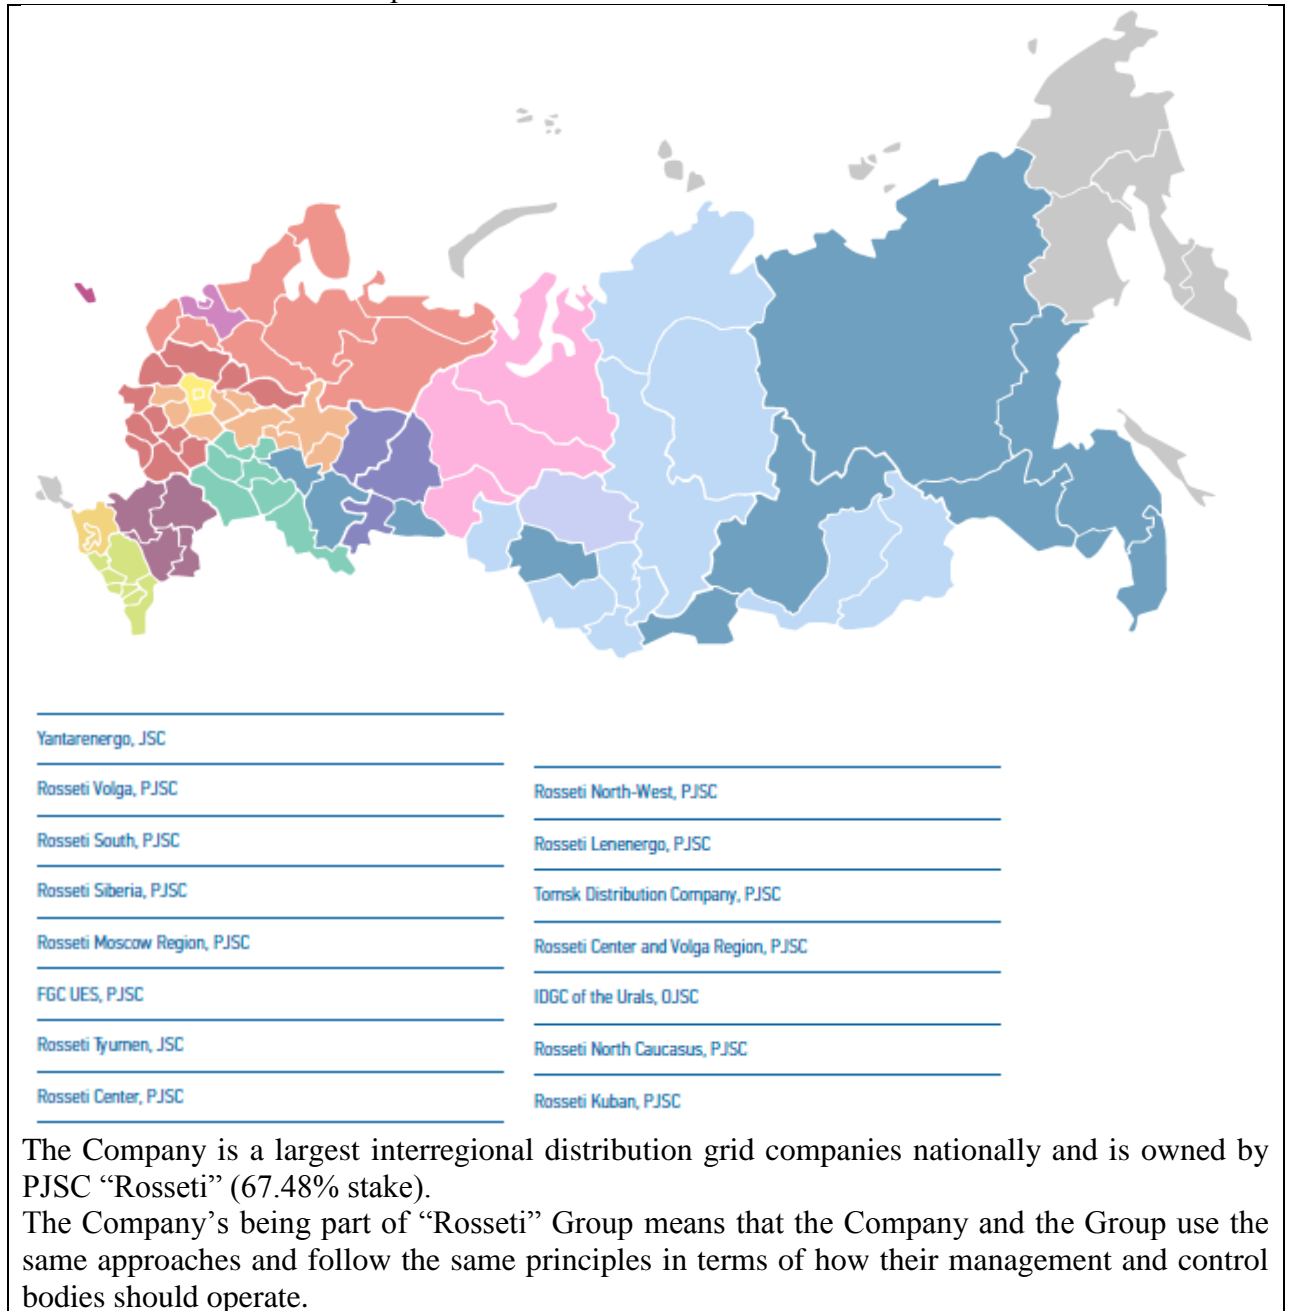 Yantarenergo, JSC
Rosseti Volga, PJSC
Rosseti South, PJSC
Rosseti Siberia, PJSC
Rosseti Moscow Region, PJSC
FGC UES, PJSC
Rosseti Tyumen, JSC
Rosseti Center, PJSC
Rosseti North-West, PJSC
Rosseti Lenenergo, PJSC
Tomsk Distribution Company, PJSC
Rosseti Center and Volga Region, PJSC
IDGC of the Urals, OJSC
Rosseti North Caucasus, PJSC
Rosseti Kuban, PJSC
The Company is a largest interregional distribution grid companies nationally and is owned by
PJSC “Rosseti” (67.48% stake).
The Company’s being part of “Rosseti” Group means that the Company and the Group use the
same approaches and follow the same principles in terms of how their management and control
bodies should operate.